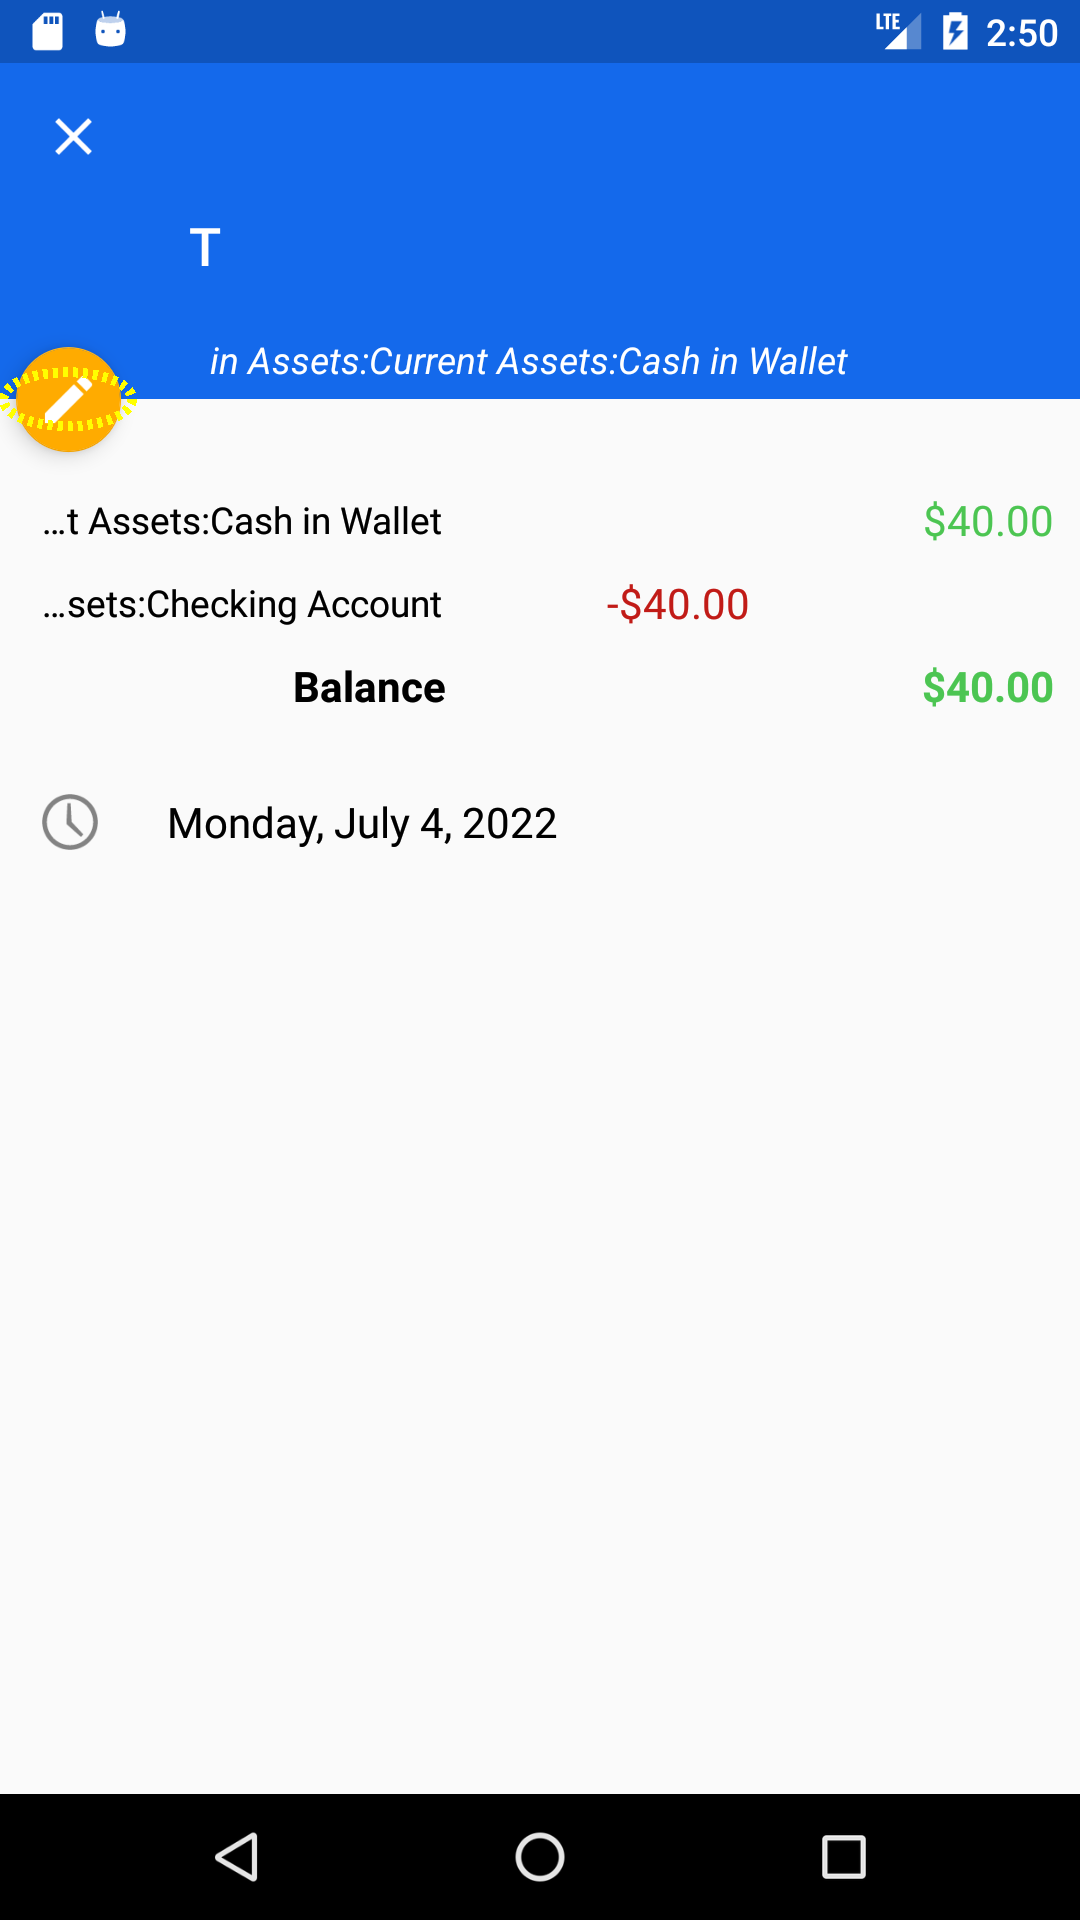 LTE 2:50
T
in Assets:Current Assets:Cash in Wallet
…t Assets:Cash in Wallet $40.00
…sets:Checking Account -$40.00
Balance $40.00
Monday, July 4, 2022